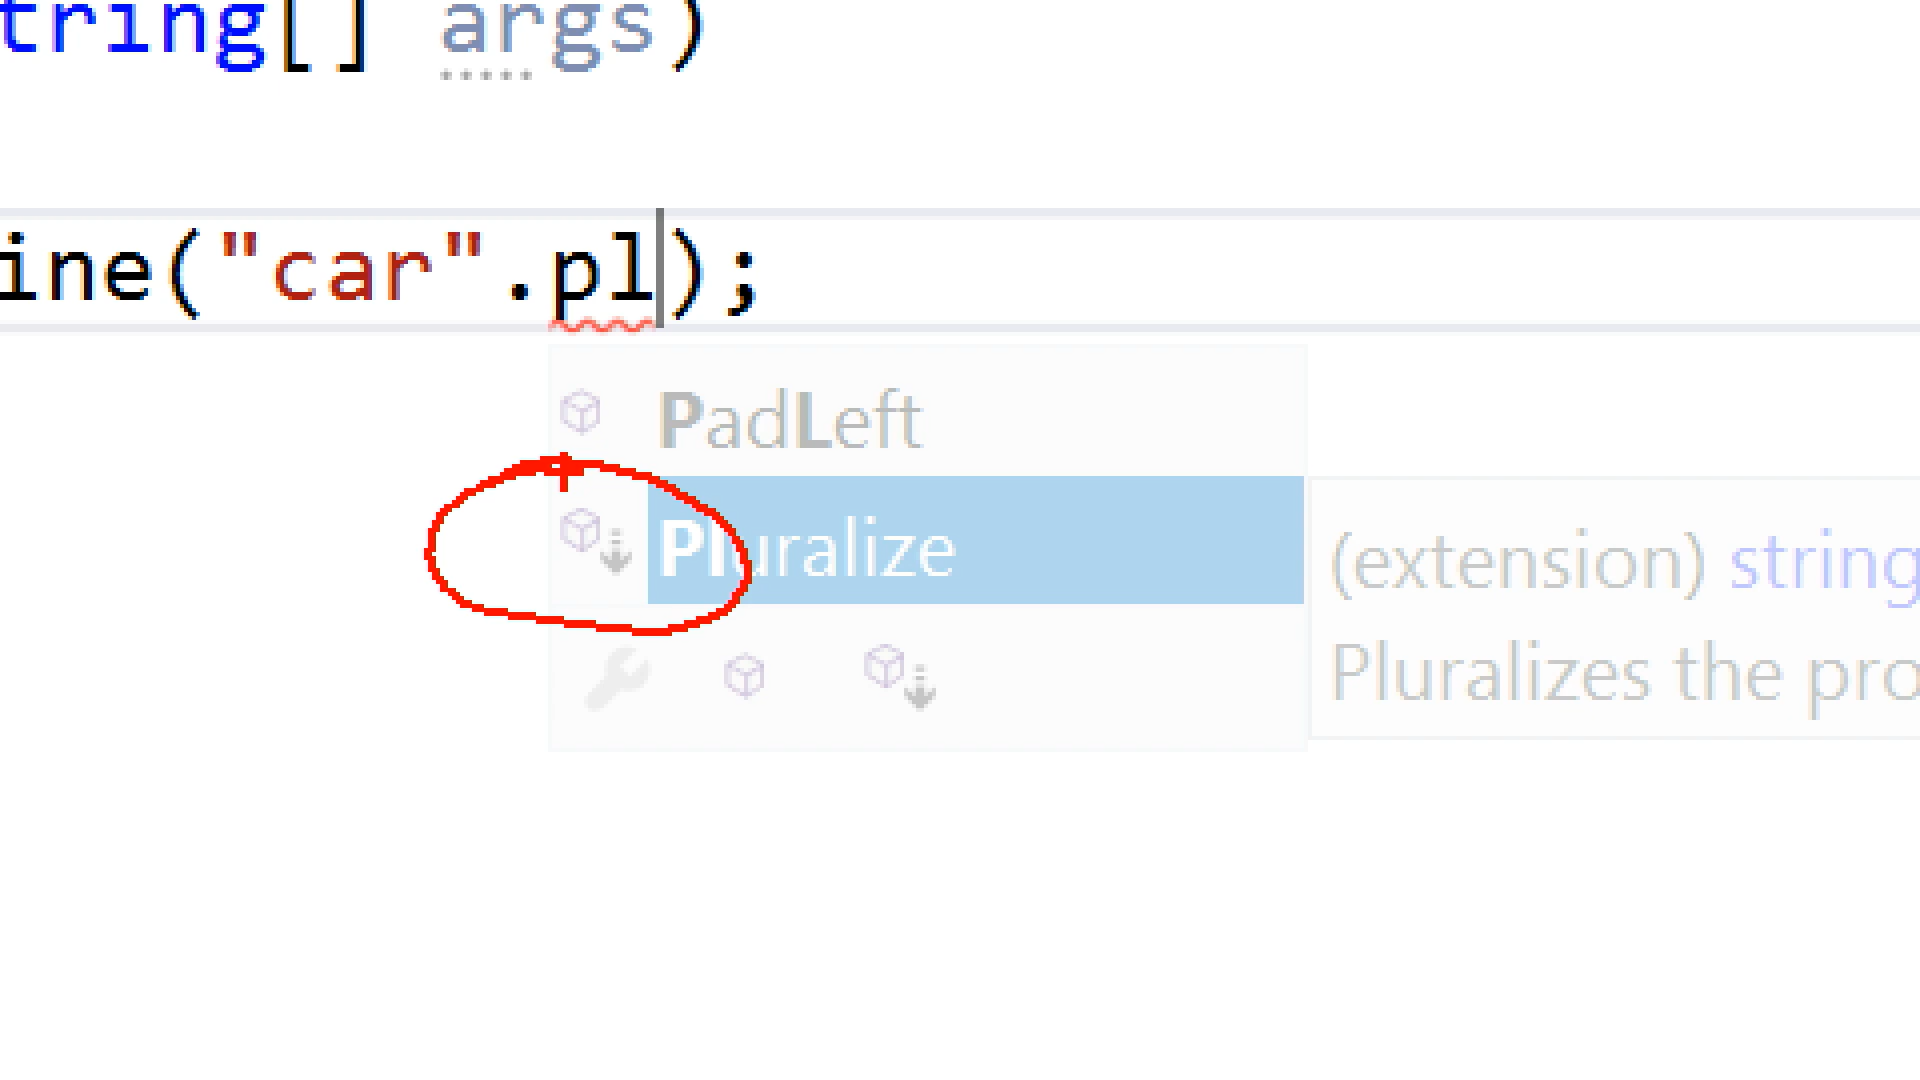 tring[] args)
ine("car".pl);
PadLeft
Pluralize
(extension) string
Pluralizes the pro